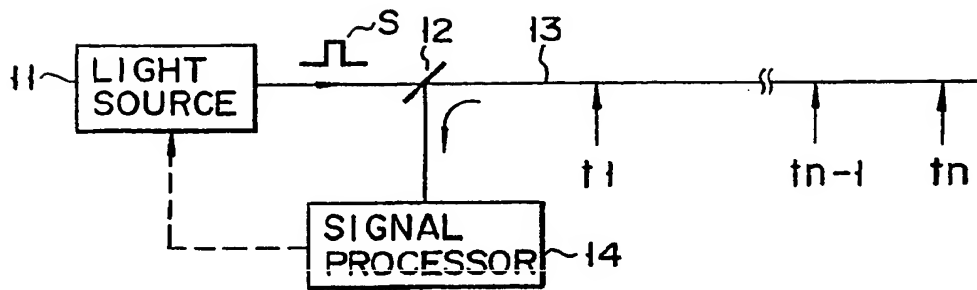 S
12
13
11
LIGHT
SOURCE
t1
tn-1
tn
SIGNAL
PROCESSOR
14